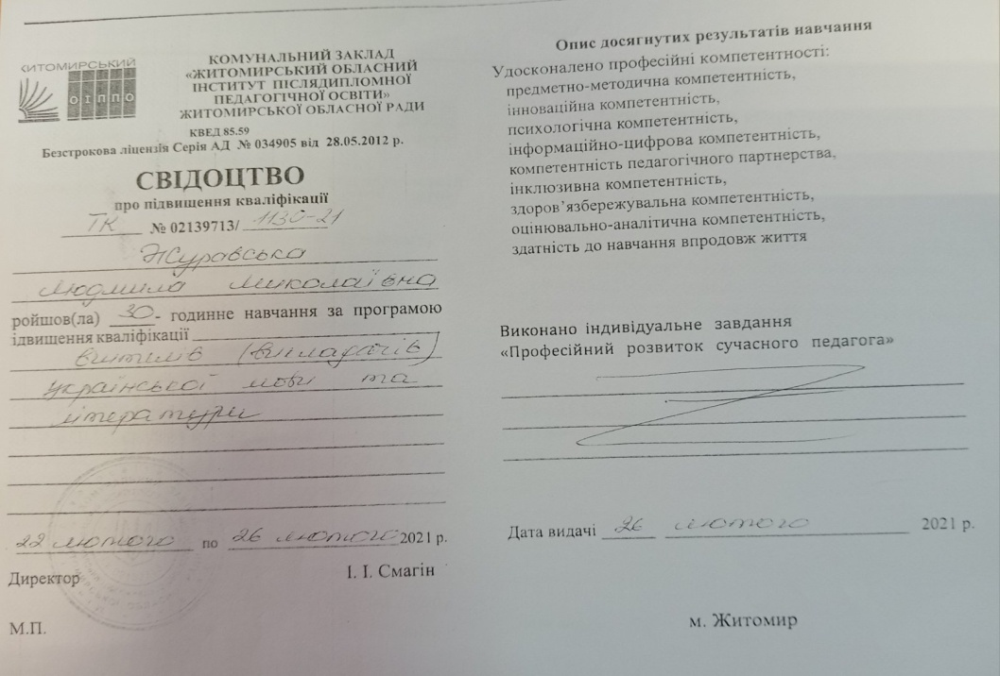 ЖИТОМИРСЬКИЙ
ОІППО
КОМУНАЛЬНИЙ ЗАКЛАД
«ЖИТОМИРСЬКИЙ ОБЛАСНИЙ
ІНСТИТУТ ПІСЛЯДИПЛОМНОЇ
ПЕДАГОГІЧНОЇ ОСВІТИ»
ЖИТОМИРСЬКОЇ ОБЛАСНОЇ РАДИ
КВЕД 85.59
Безстрокова ліцензія Серія АД № 034905 від 28.05.2012 р.
СВІДОЦТВО
про підвищення кваліфікації
ТК № 02139713/ 1130-21
Журавська
Людмила Миколаївна
ройшов(ла) 30- годинне навчання за програмою
ідвищення кваліфікації
вчителів (викладачів)
української мови та
літератури
22 лютого по 26 лютого 2021 р.
Директор І. І. Смагін
М.П.
Опис досягнутих результатів навчання
Удосконалено професійні компетентності:
предметно-методична компетентність,
інноваційна компетентність,
психологічна компетентність,
інформаційно-цифрова компетентність,
компетентність педагогічного партнерства,
інклюзивна компетентність,
здоров’язбережувальна компетентність,
оцінювально-аналітична компетентність,
здатність до навчання впродовж життя
Виконано індивідуальне завдання
«Професійний розвиток сучасного педагога»
Дата видачі 26 лютого 2021 р.
м. Житомир